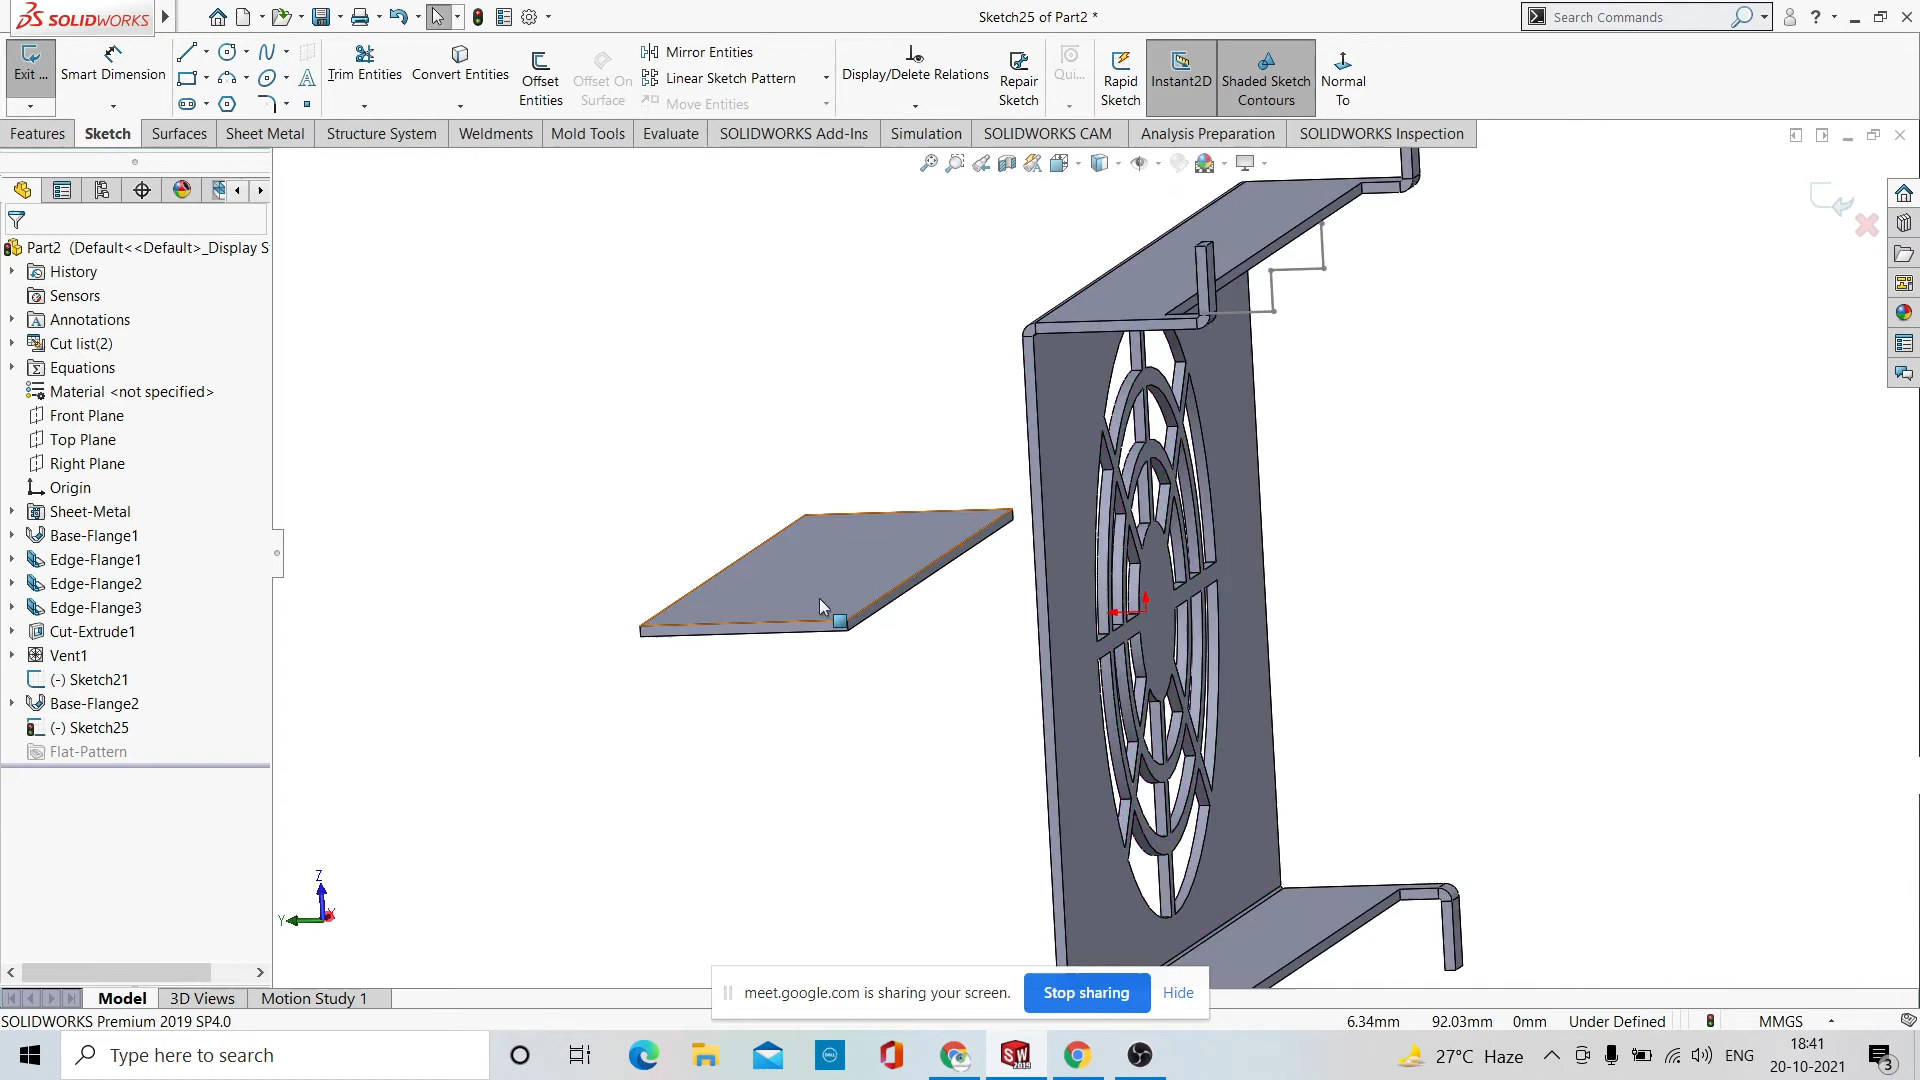 SOLIDWORKS
Sketch25 of Part2 *
Search Commands
?
Exit ...
Smart Dimension
Trim Entities
Convert Entities
Offset
Entities
Offset On
Surface
Mirror Entities
Linear Sketch Pattern
Move Entities
Display/Delete Relations
Repair
Sketch
Qui...
Rapid
Sketch
Instant2D
Shaded Sketch
Contours
Normal
To
Features
Sketch
Surfaces
Sheet Metal
Structure System
Weldments
Mold Tools
Evaluate
SOLIDWORKS Add-Ins
Simulation
SOLIDWORKS CAM
Analysis Preparation
SOLIDWORKS Inspection
Part2 (Default<<Default>_Display S
History
Sensors
Annotations
Cut list(2)
Equations
Material <not specified>
Front Plane
Top Plane
Right Plane
Origin
Sheet-Metal
Base-Flange1
Edge-Flange1
Edge-Flange2
Edge-Flange3
Cut-Extrude1
Vent1
(-) Sketch21
Base-Flange2
(-) Sketch25
Flat-Pattern
Z
Y
X
meet.google.com is sharing your screen.
Stop sharing
Hide
Model
3D Views
Motion Study 1
SOLIDWORKS Premium 2019 SP4.0
6.34mm
92.03mm
0mm
Under Defined
MMGS
Type here to search
DELL
SW
2019
27°C Haze
ENG
18:41
20-10-2021
3